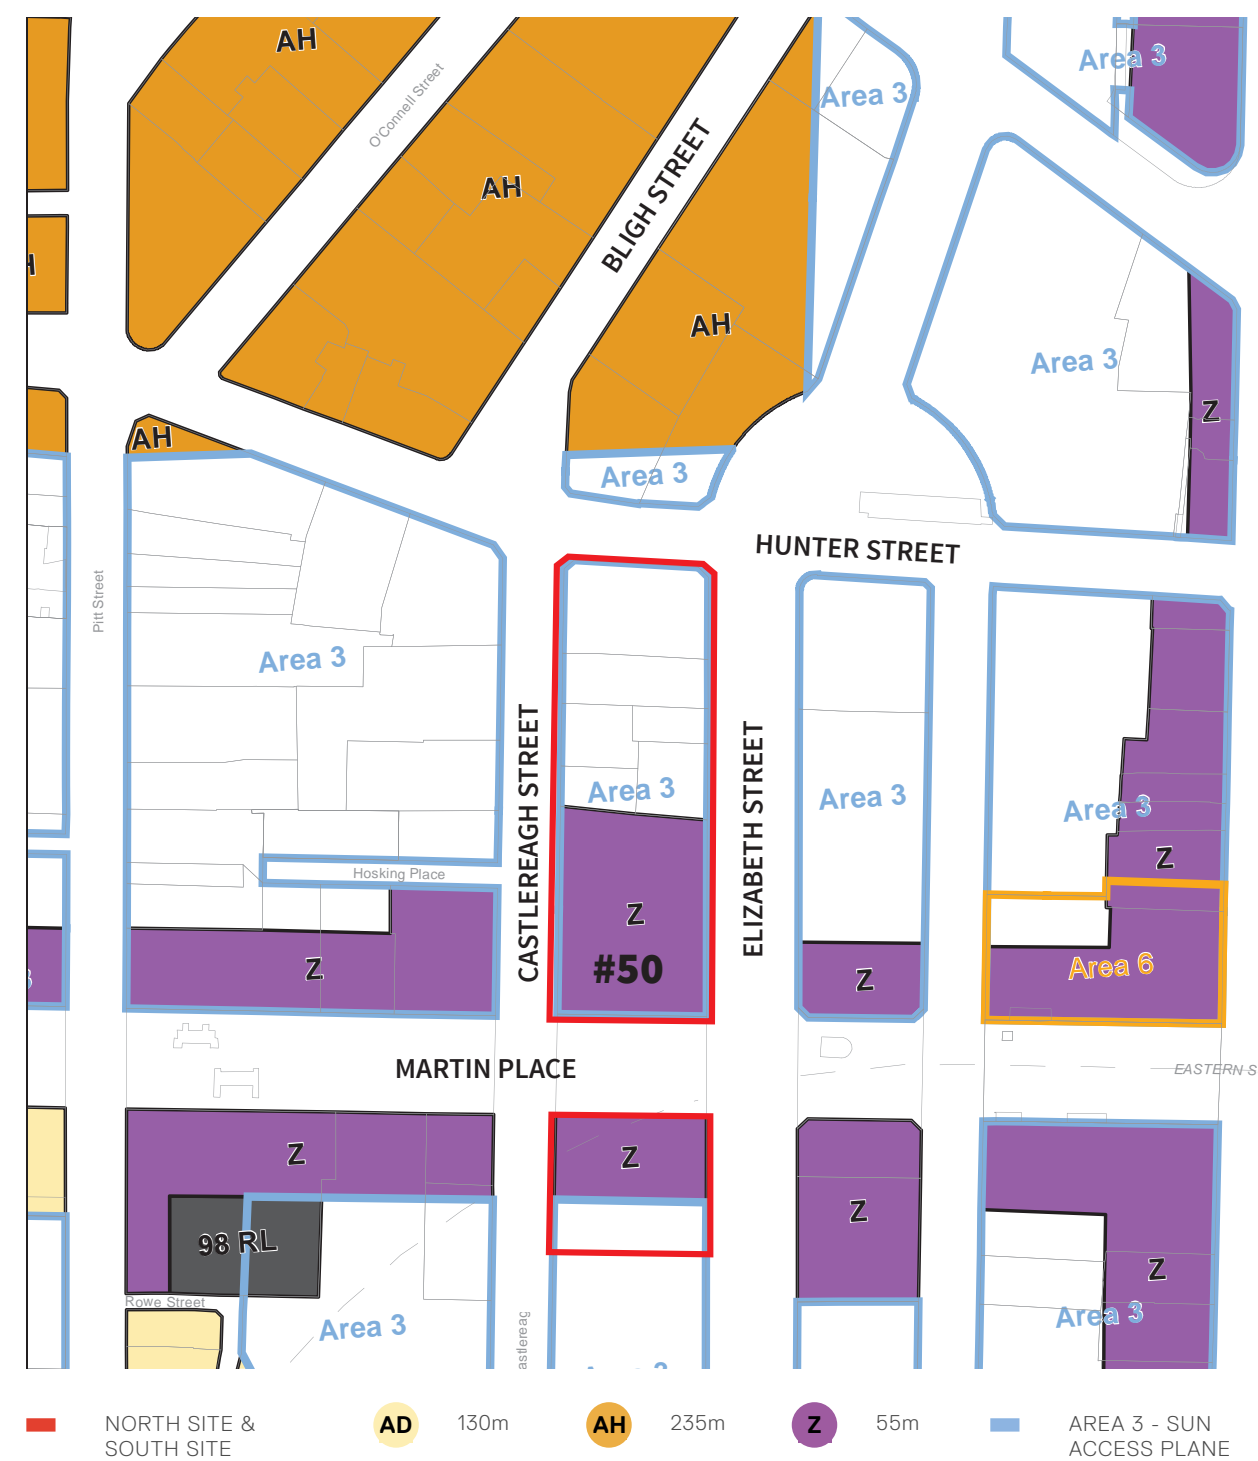 AH
O'Connell Street
Area 3
Area 3
BLIGH STREET
AH
H
AH
Area 3
Z
AH
Area 3
HUNTER STREET
Pitt Street
Area 3
CASTLEREAGH STREET
Area 3
ELIZABETH STREET
Area 3
Area 3
Z
Hosking Place
Z
#50
Z
Z
Area 6
3
MARTIN PLACE
EASTERN S
Z
Z
Z
98 RL
Z
Rowe Street
Area 3
astlereag
Area 3
NORTH SITE &
SOUTH SITE
AD 130m
AH 235m
Z 55m
AREA 3 - SUN
ACCESS PLANE